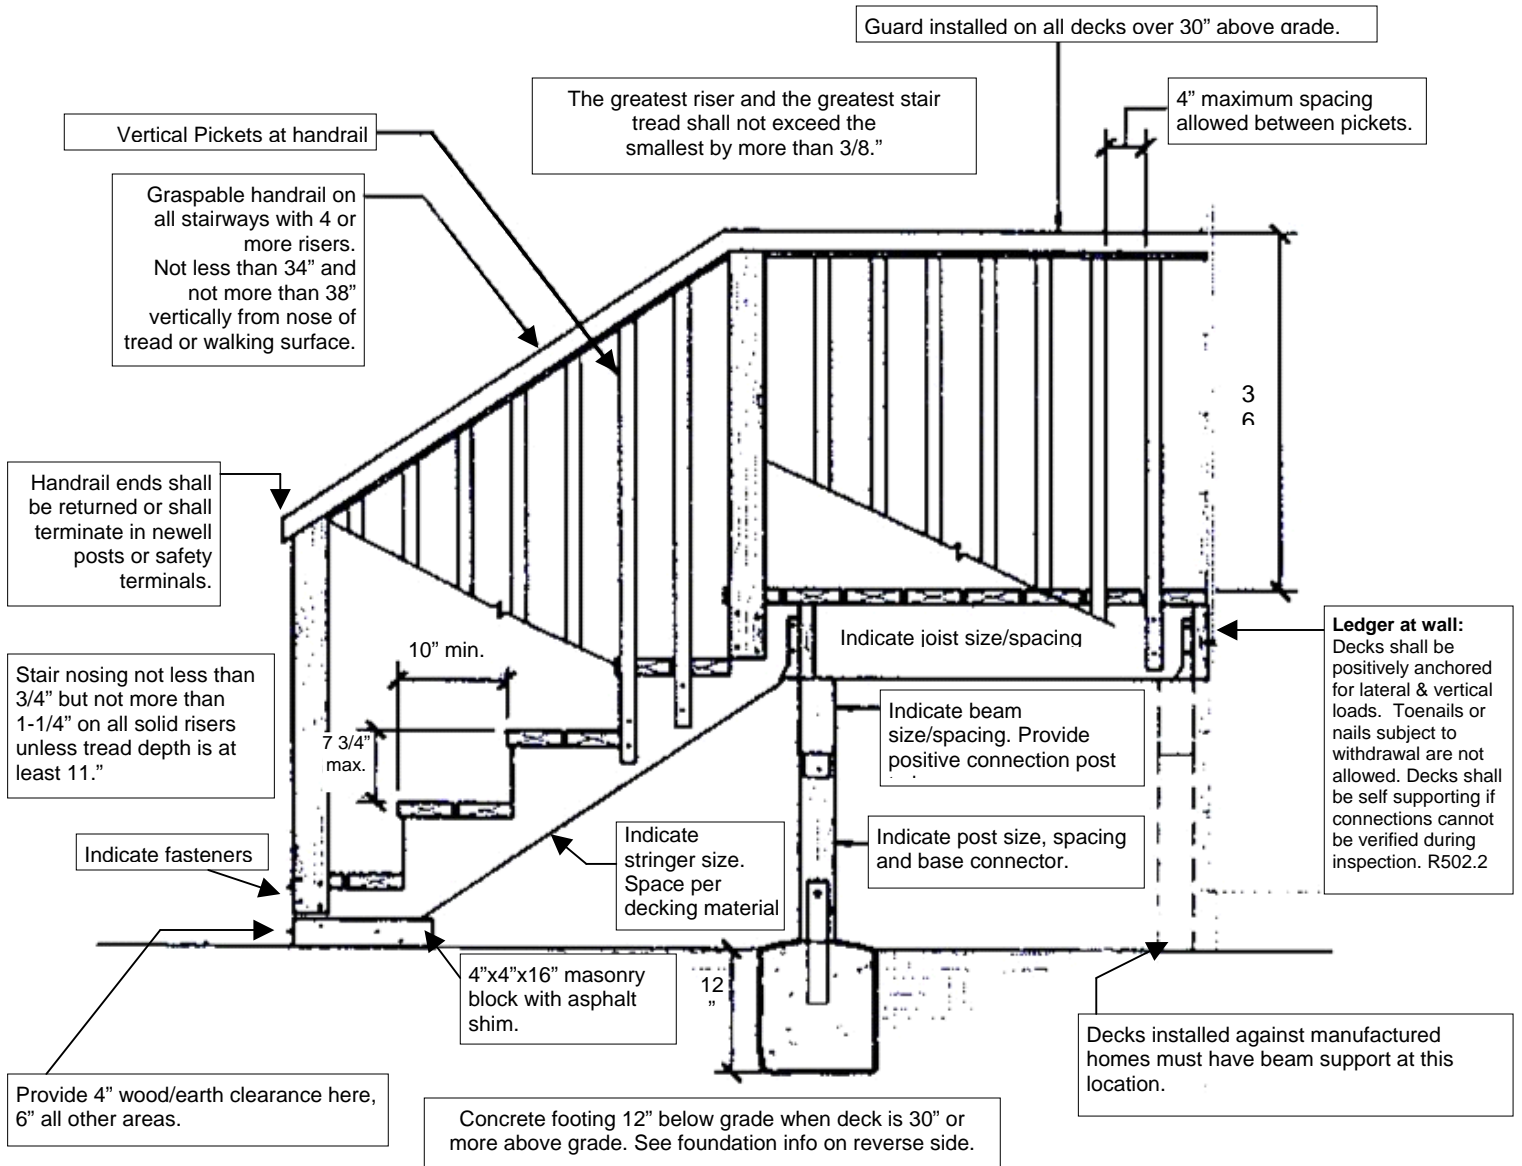 Guard installed on all decks over 30” above grade.
The greatest riser and the greatest stair
tread shall not exceed the
smallest by more than 3/8.”
4” maximum spacing
allowed between pickets.
Vertical Pickets at handrail
Graspable handrail on
all stairways with 4 or
more risers.
Not less than 34” and
not more than 38”
vertically from nose of
tread or walking surface.
3
6
Handrail ends shall
be returned or shall
terminate in newell
posts or safety
terminals.
Stair nosing not less than
3/4” but not more than
1-1/4” on all solid risers
unless tread depth is at
least 11.”
10” min.
7 3/4”
max.
Indicate joist size/spacing
Ledger at wall:
Decks shall be
positively anchored
for lateral & vertical
loads.  Toenails or
nails subject to
withdrawal are not
allowed. Decks shall
be self supporting if
connections cannot
be verified during
inspection. R502.2
Indicate beam
size/spacing. Provide
positive connection post
Indicate post size, spacing
and base connector.
Indicate
stringer size.
Space per
decking material
Indicate fasteners
4”x4”x16” masonry
block with asphalt
shim.
12
”
Decks installed against manufactured
homes must have beam support at this
location.
Provide 4” wood/earth clearance here,
6” all other areas.
Concrete footing 12” below grade when deck is 30” or
more above grade. See foundation info on reverse side.